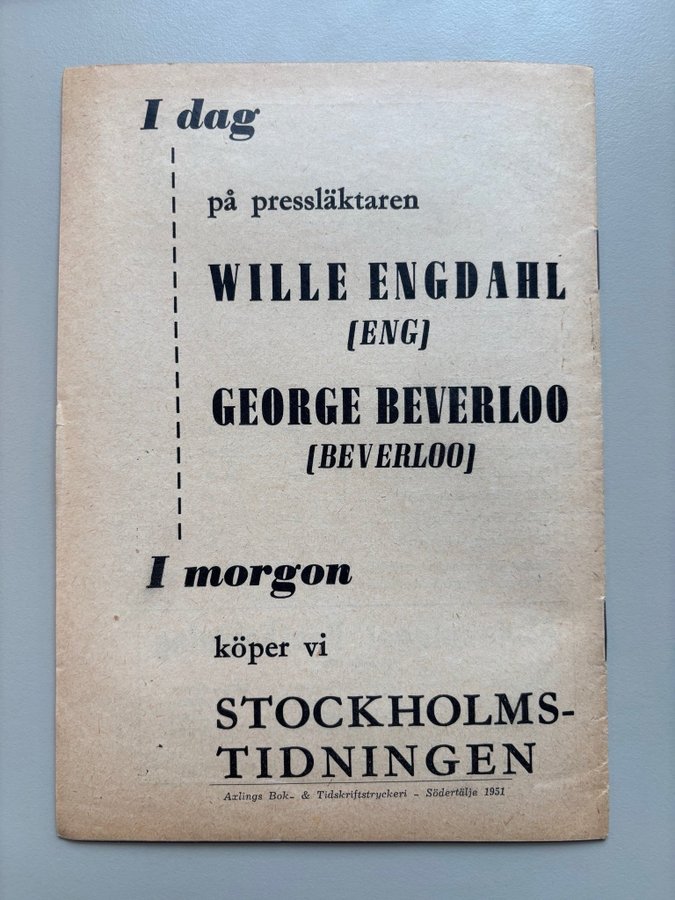 I dag
på pressläktaren
WILLE ENGDAHL
(ENG)
GEORGE BEVERLOO
(BEVERLOO)
I morgon
köper vi
STOCKHOLMS-
TIDNINGEN
Axlings Bok- & Tidskriftstryckeri - Södertälje 1951